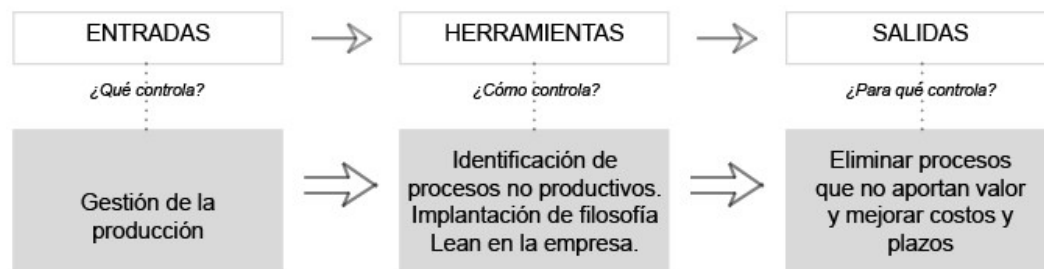 ENTRADAS
HERRAMIENTAS
SALIDAS
¿Qué controla?
¿Cómo controla?
¿Para qué controla?
Gestión de la
producción
Identificación de
procesos no productivos.
Implantación de filosofía
Lean en la empresa.
Eliminar procesos
que no aportan valor
y mejorar costos y
plazos